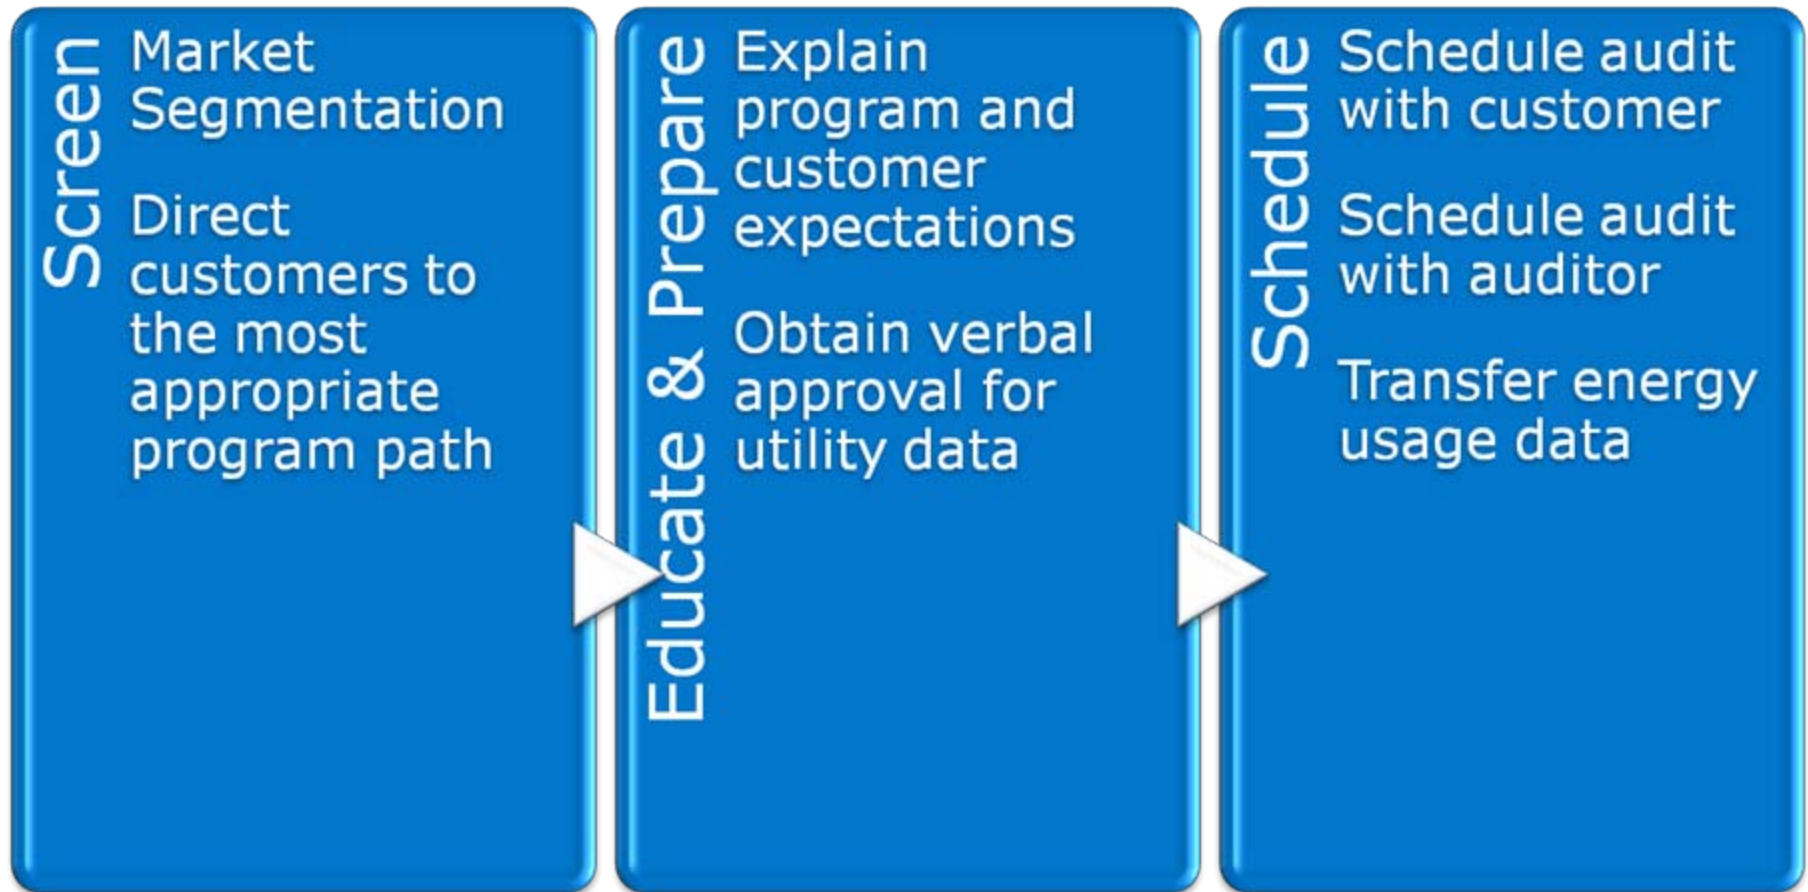 Screen
Market
Segmentation
Direct
customers to
the most
appropriate
program path
Educate & Prepare
Explain
program and
customer
expectations
Obtain verbal
approval for
utility data
Schedule
Schedule audit
with customer
Schedule audit
with auditor
Transfer energy
usage data